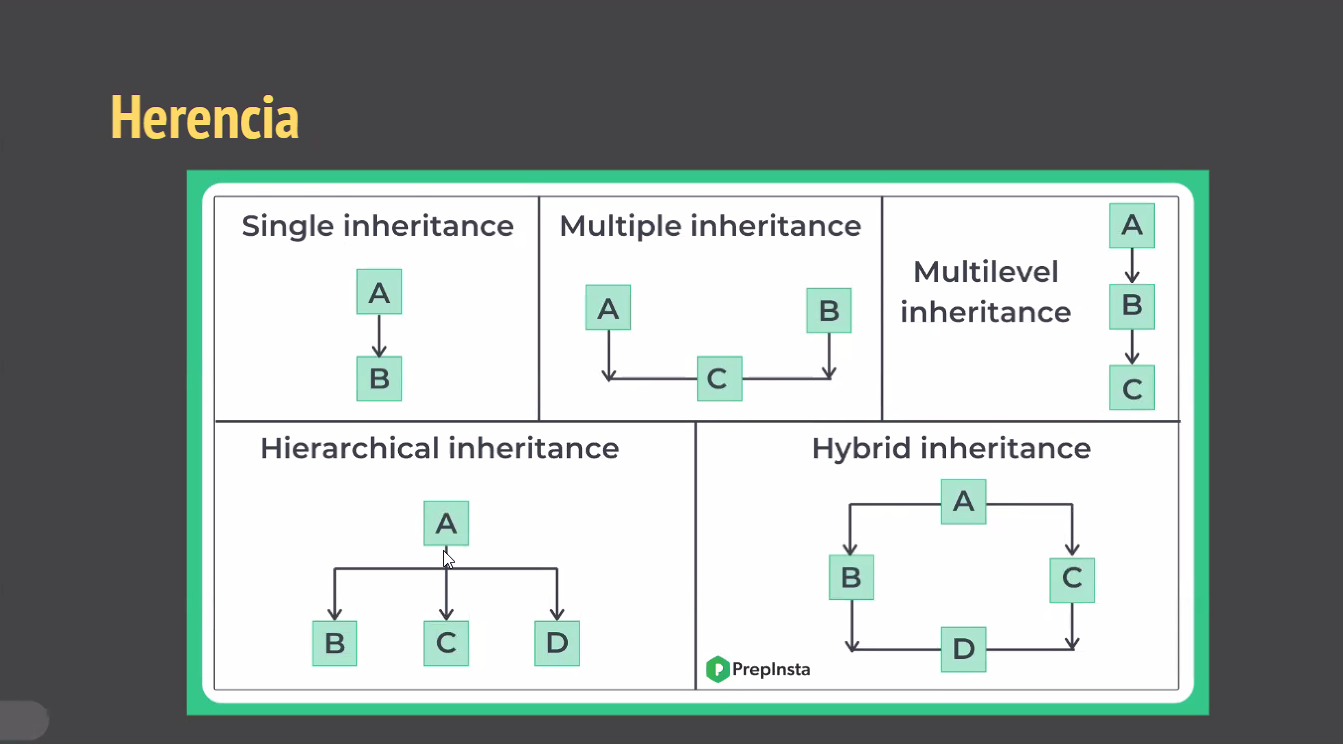 Herencia
Single inheritance
A
B
Multiple inheritance
A
B
C
Multilevel
inheritance
A
B
C
Hierarchical inheritance
A
B
C
D
Hybrid inheritance
A
B
C
D
PrepInsta